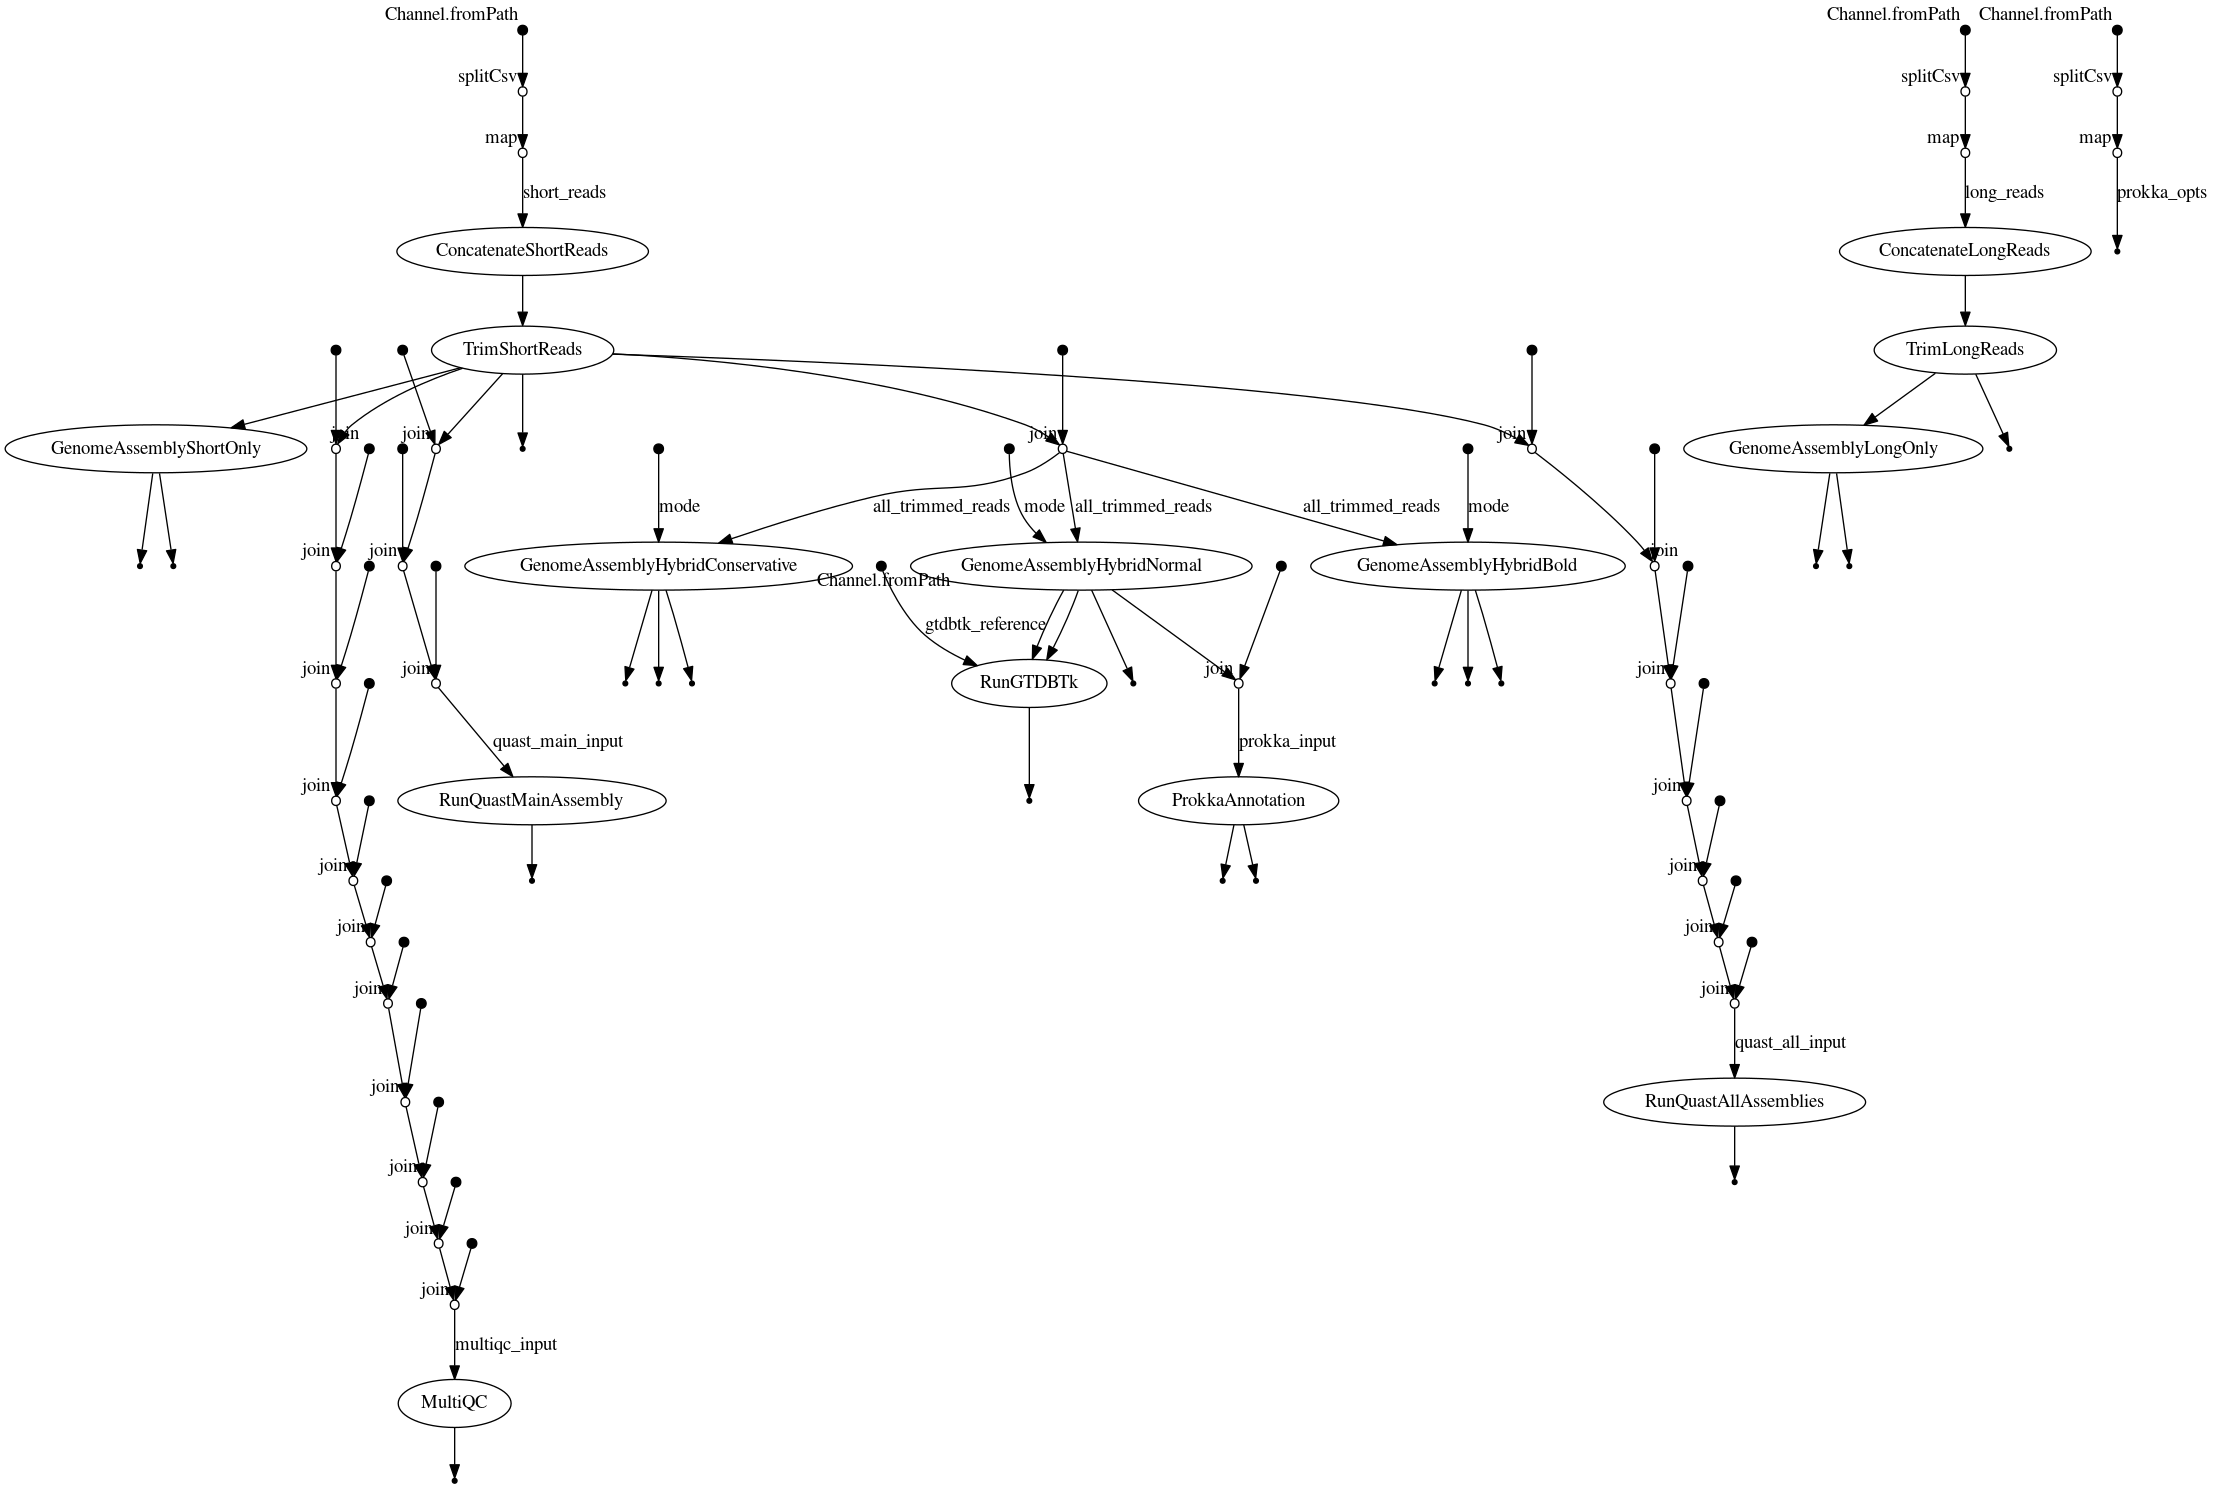 Channel.fromPath
Channel.fromPath
Channel.fromPath
splitCsv
splitCsv
splitCsv
map
map
map
short_reads
long_reads
prokka_opts
ConcatenateShortReads
ConcatenateLongReads
TrimShortReads
TrimLongReads
join
join
join
join
GenomeAssemblyShortOnly
GenomeAssemblyLongOnly
mode
all_trimmed_reads
mode
all_trimmed_reads
all_trimmed_reads
mode
join
join
join
GenomeAssemblyHybridConservative
GenomeAssemblyHybridNormal
GenomeAssemblyHybridBold
Channel.fromPath
gtdbtk_reference
join
join
join
join
RunGTDBTk
quast_main_input
prokka_input
join
join
RunQuastMainAssembly
ProkkaAnnotation
join
join
join
join
join
join
quast_all_input
join
RunQuastAllAssemblies
join
join
join
multiqc_input
MultiQC